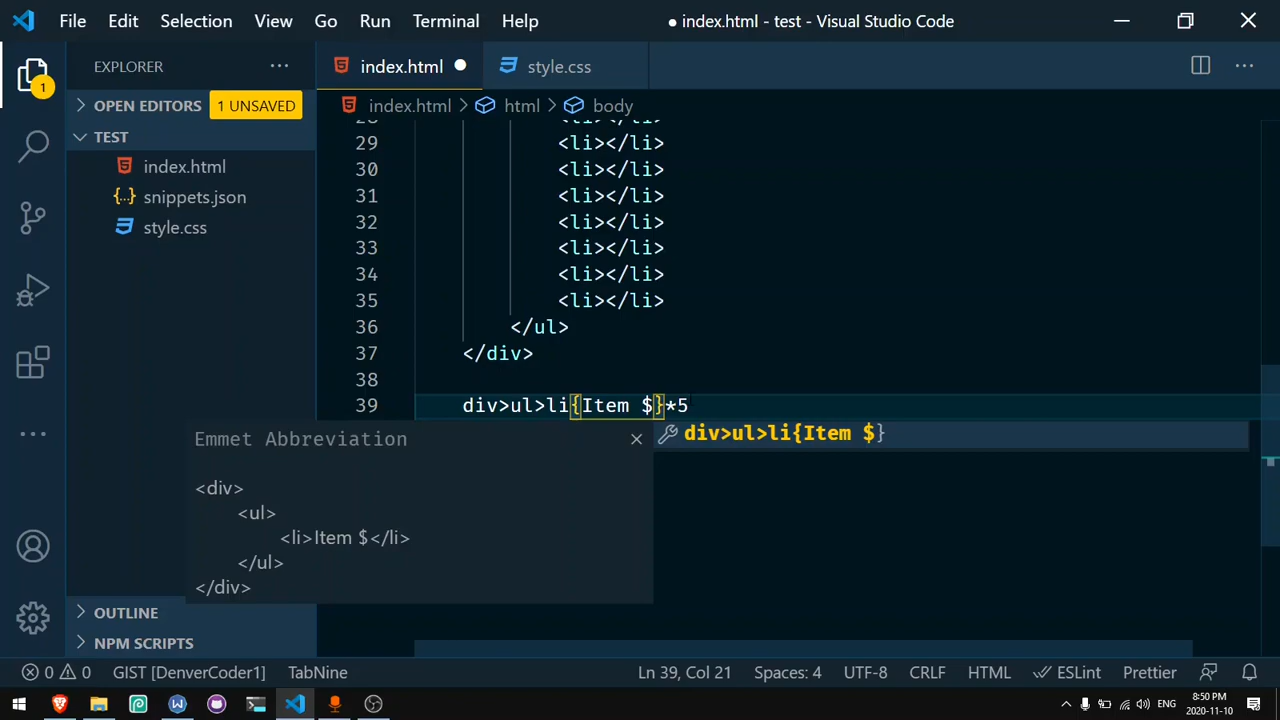 File Edit Selection View Go Run Terminal Help
● index.html - test - Visual Studio Code
1
EXPLORER ···
index.html ●
style.css
···
OPEN EDITORS 1 UNSAVED
index.html > html > body
TEST
index.html
snippets.json
style.css
28 <li></li>
29 <li></li>
30 <li></li>
31 <li></li>
32 <li></li>
33 <li></li>
34 <li></li>
35 <li></li>
36 </ul>
37 </div>
38
39 div>ul>li{Item $}*5
div>ul>li{Item $}
Emmet Abbreviation
<div>
<ul>
<li>Item $</li>
</ul>
</div>
OUTLINE
NPM SCRIPTS
0 0 GIST [DenverCoder1] TabNine Ln 39, Col 21 Spaces: 4 UTF-8 CRLF HTML ESLint Prettier
ENG
8:50 PM
2020-11-10